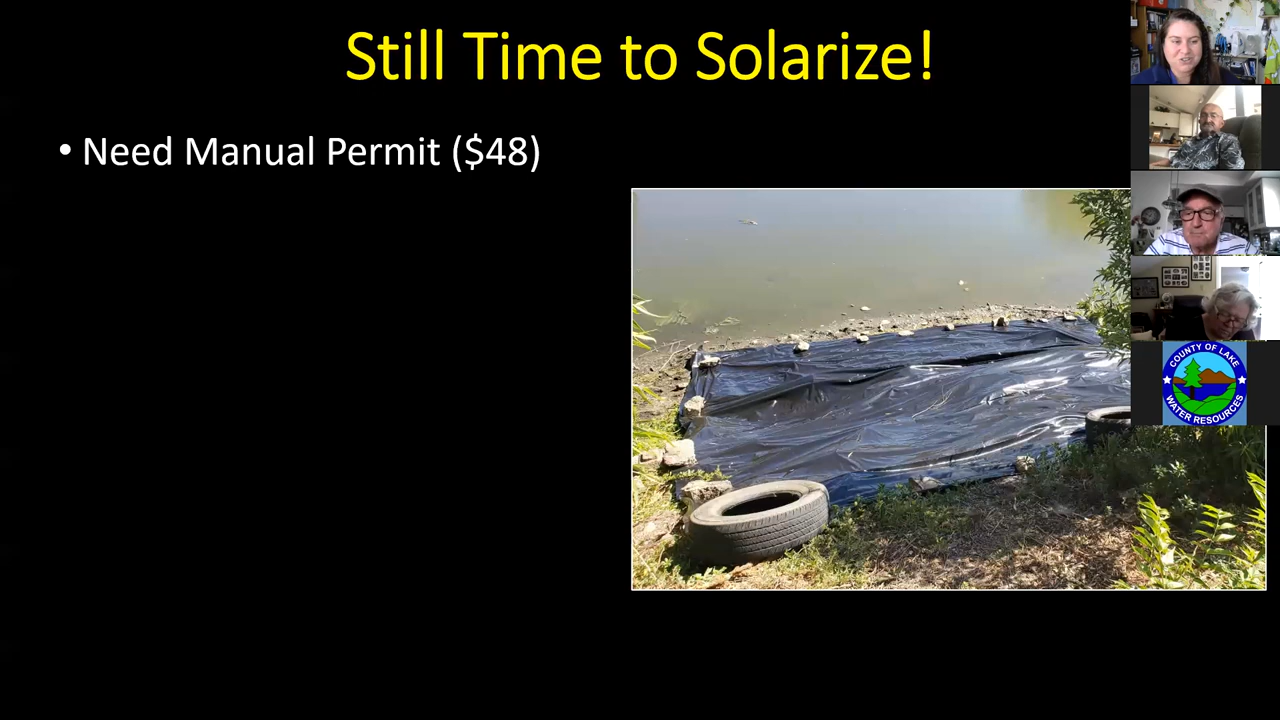 Still Time to Solarize!
• Need Manual Permit ($48)
COUNTY OF LAKE
WATER RESOURCES